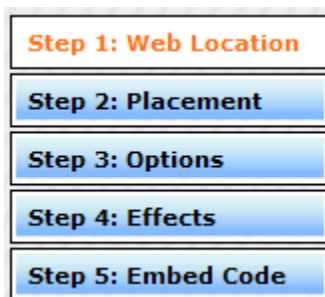 Step 1: Web Location
Step 2: Placement
Step 3: Options
Step 4: Effects
Step 5: Embed Code